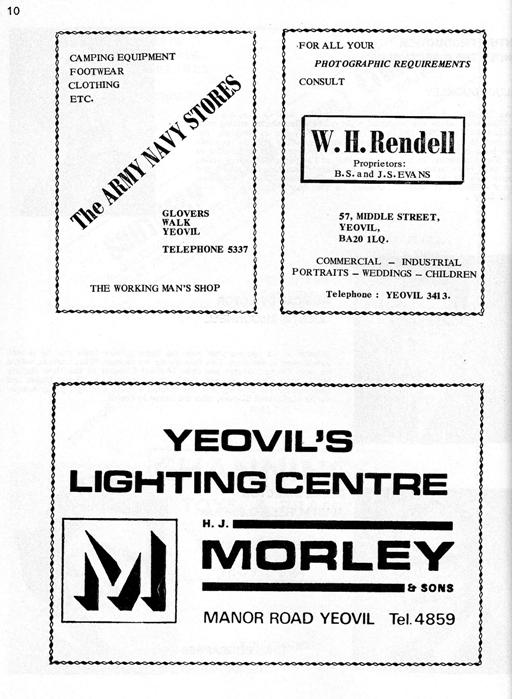 10
CAMPING EQUIPMENT
FOOTWEAR
CLOTHING
ETC.
The ARMY NAVY STORES
GLOVERS
WALK
YEOVIL
TELEPHONE 5337
THE WORKING MAN'S SHOP
FOR ALL YOUR
PHOTOGRAPHIC REQUIREMENTS
CONSULT
W. H. Rendell
Proprietors:
B.S. and J.S. EVANS
57, MIDDLE STREET,
YEOVIL,
BA20 1LQ.
COMMERCIAL – INDUSTRIAL
PORTRAITS – WEDDINGS – CHILDREN
Telephone : YEOVIL 3413.
YEOVIL'S
LIGHTING CENTRE
H. J.
MORLEY
& SONS
MANOR ROAD YEOVIL Tel. 4859